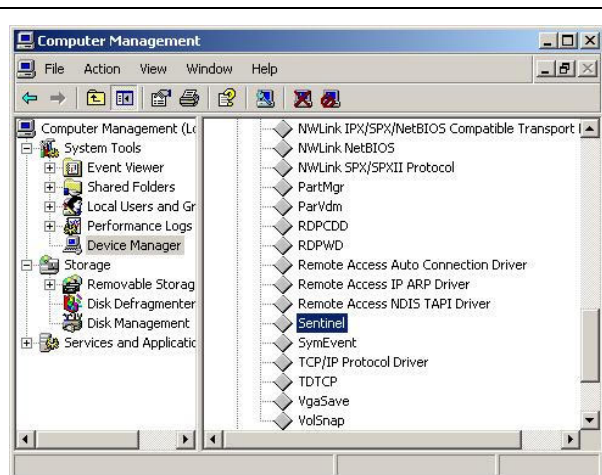 Computer Management
File Action View Window Help
Computer Management (Lo
System Tools
Event Viewer
Shared Folders
Local Users and Gr
Performance Logs
Device Manager
Storage
Removable Storag
Disk Defragmenter
Disk Management
Services and Applicatic
NWLink IPX/SPX/NetBIOS Compatible Transport
NWLink NetBIOS
NWLink SPX/SPXII Protocol
PartMgr
ParVdm
RDPCDD
RDPWD
Remote Access Auto Connection Driver
Remote Access IP ARP Driver
Remote Access NDIS TAPI Driver
Sentinel
SymEvent
TCP/IP Protocol Driver
TDTCP
VgaSave
VolSnap